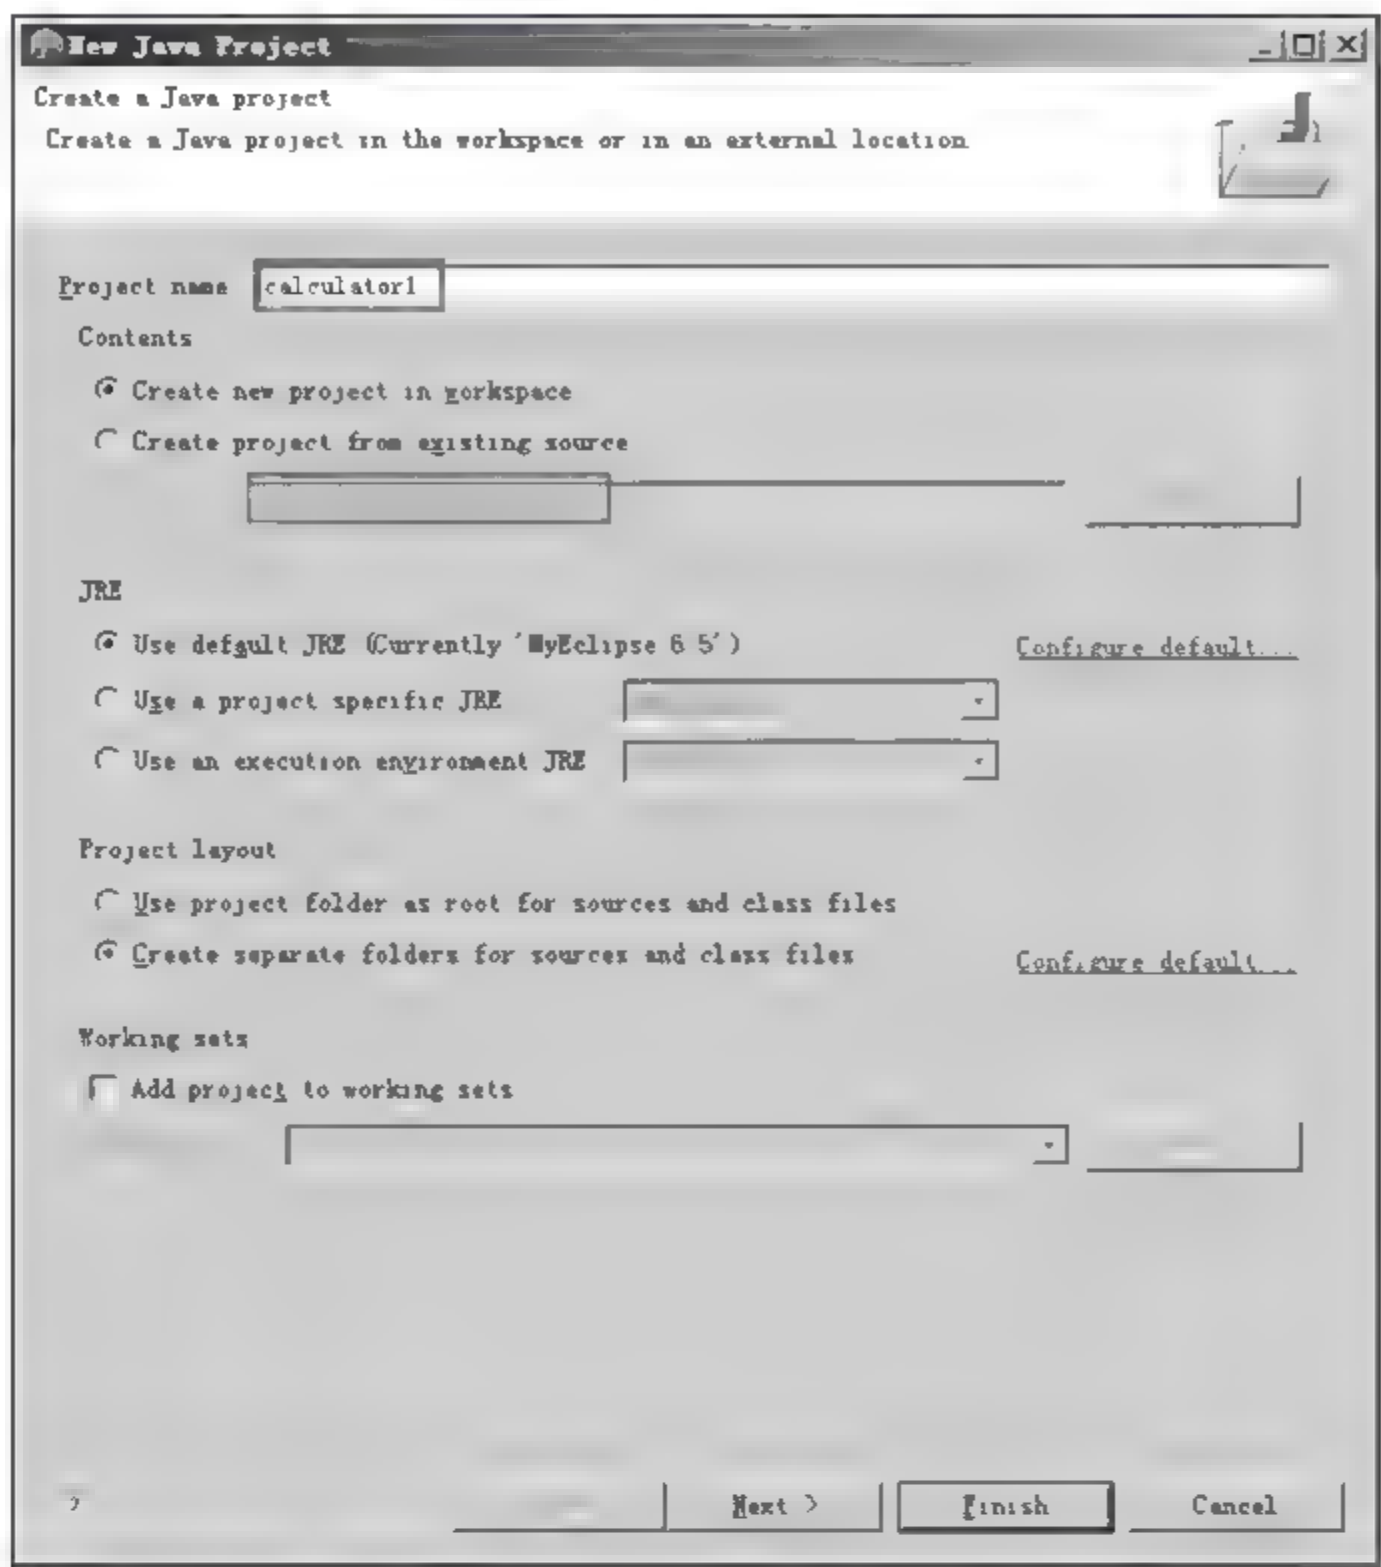 New Java Project
Create a Java project
Create a Java project in the workspace or in an external location
Project name calculator1
Contents
Create new project in workspace
Create project from existing source
JRE
Use default JRE (Currently 'MyEclipse 6 5') Configure default...
Use a project specific JRE
Use an execution environment JRE
Project layout
Use project folder as root for sources and class files
Create separate folders for sources and class files Configure default...
Working sets
Add project to working sets
? Next > Finish Cancel